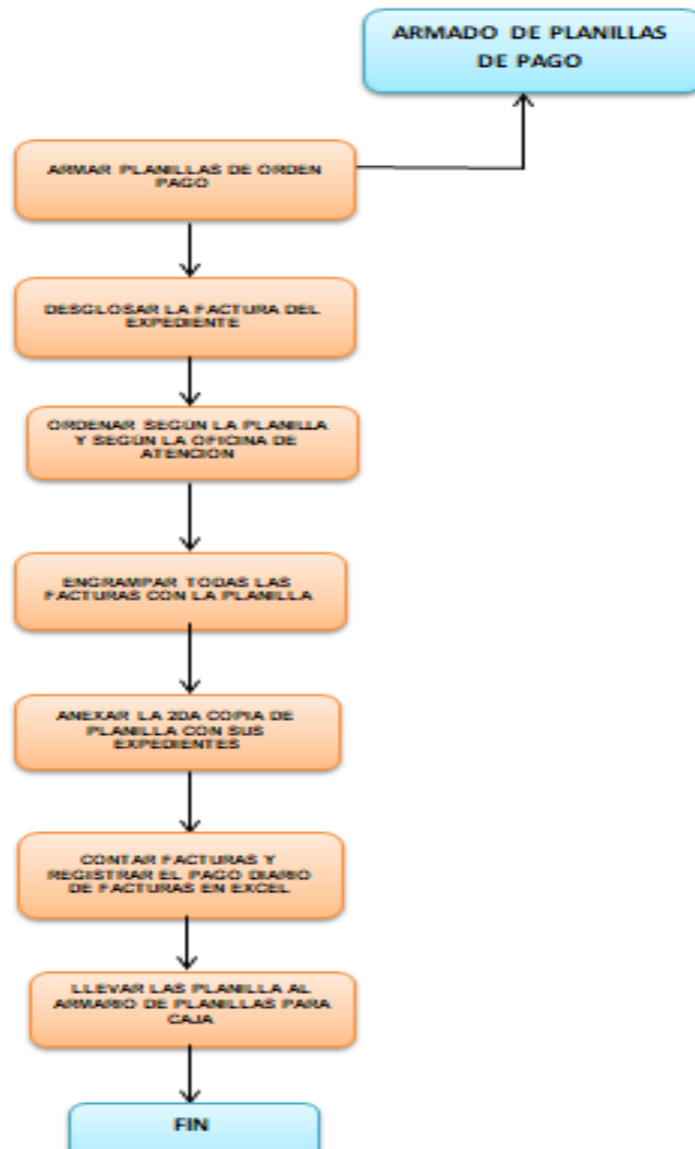 ARMADO DE PLANILLAS
DE PAGO
ARMAR PLANILLAS DE ORDEN
PAGO
DESGLOSAR LA FACTURA DEL
EXPEDIENTE
ORDENAR SEGÚN LA PLANILLA
Y SEGÚN LA OFICINA DE
ATENCION
ENGRAMPAR TODAS LAS
FACTURAS CON LA PLANILLA
ANEXAR LA 2DA COPIA DE
PLANILLA CON SUS
EXPEDIENTES
CONTAR FACTURAS Y
REGISTRAR EL PAGO DIARIO
DE FACTURAS EN EXCEL
LLEVAR LAS PLANILLA AL
ARMARIO DE PLANILLAS PARA
CAJA
FIN